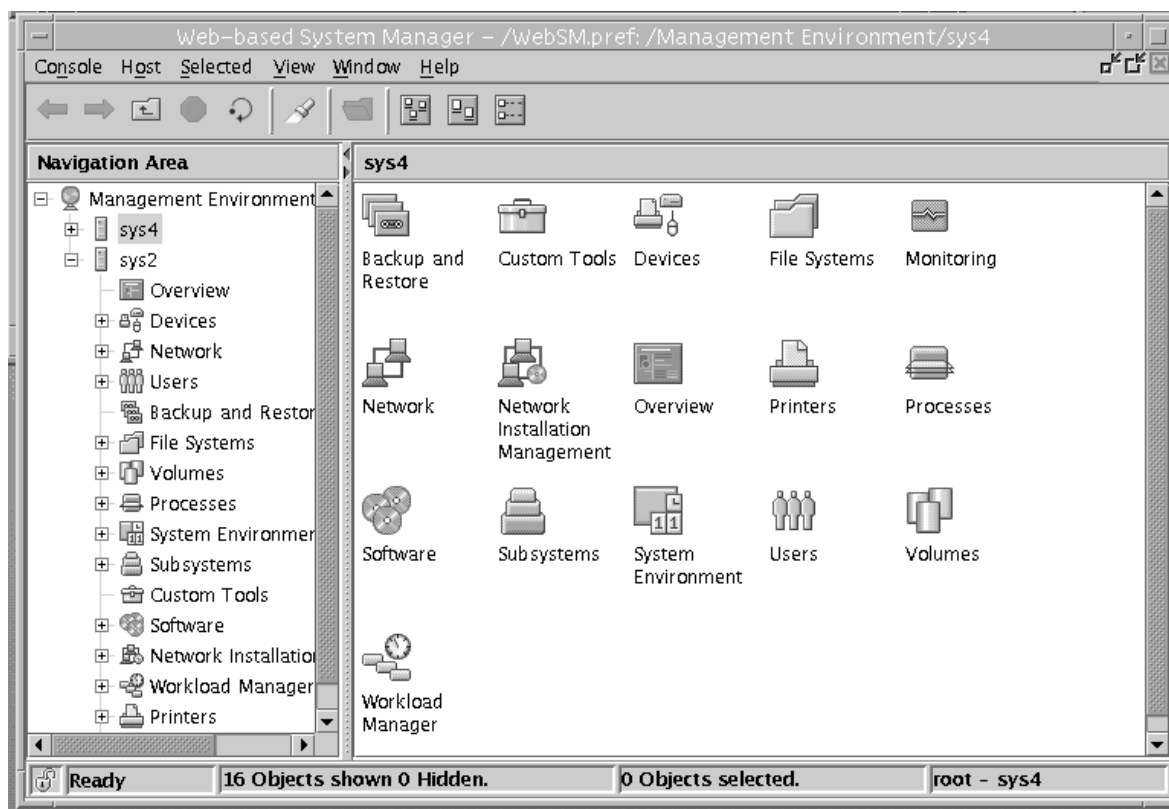 Web-based System Manager - /WebSM.pref: /Management Environment/sys4
Console Host Selected View Window Help
Navigation Area
sys4
Management Environment
sys4
sys2
Overview
Devices
Network
Users
Backup and Restor
File Systems
Volumes
Processes
System Environmer
Subsystems
Custom Tools
Software
Network Installatio
Workload Manager
Printers
Backup and
Restore
Custom Tools
Devices
File Systems
Monitoring
Network
Network
Installation
Management
Overview
Printers
Processes
Software
Subsystems
System
Environment
Users
Volumes
Workload
Manager
Ready
16 Objects shown 0 Hidden.
0 Objects selected.
root - sys4